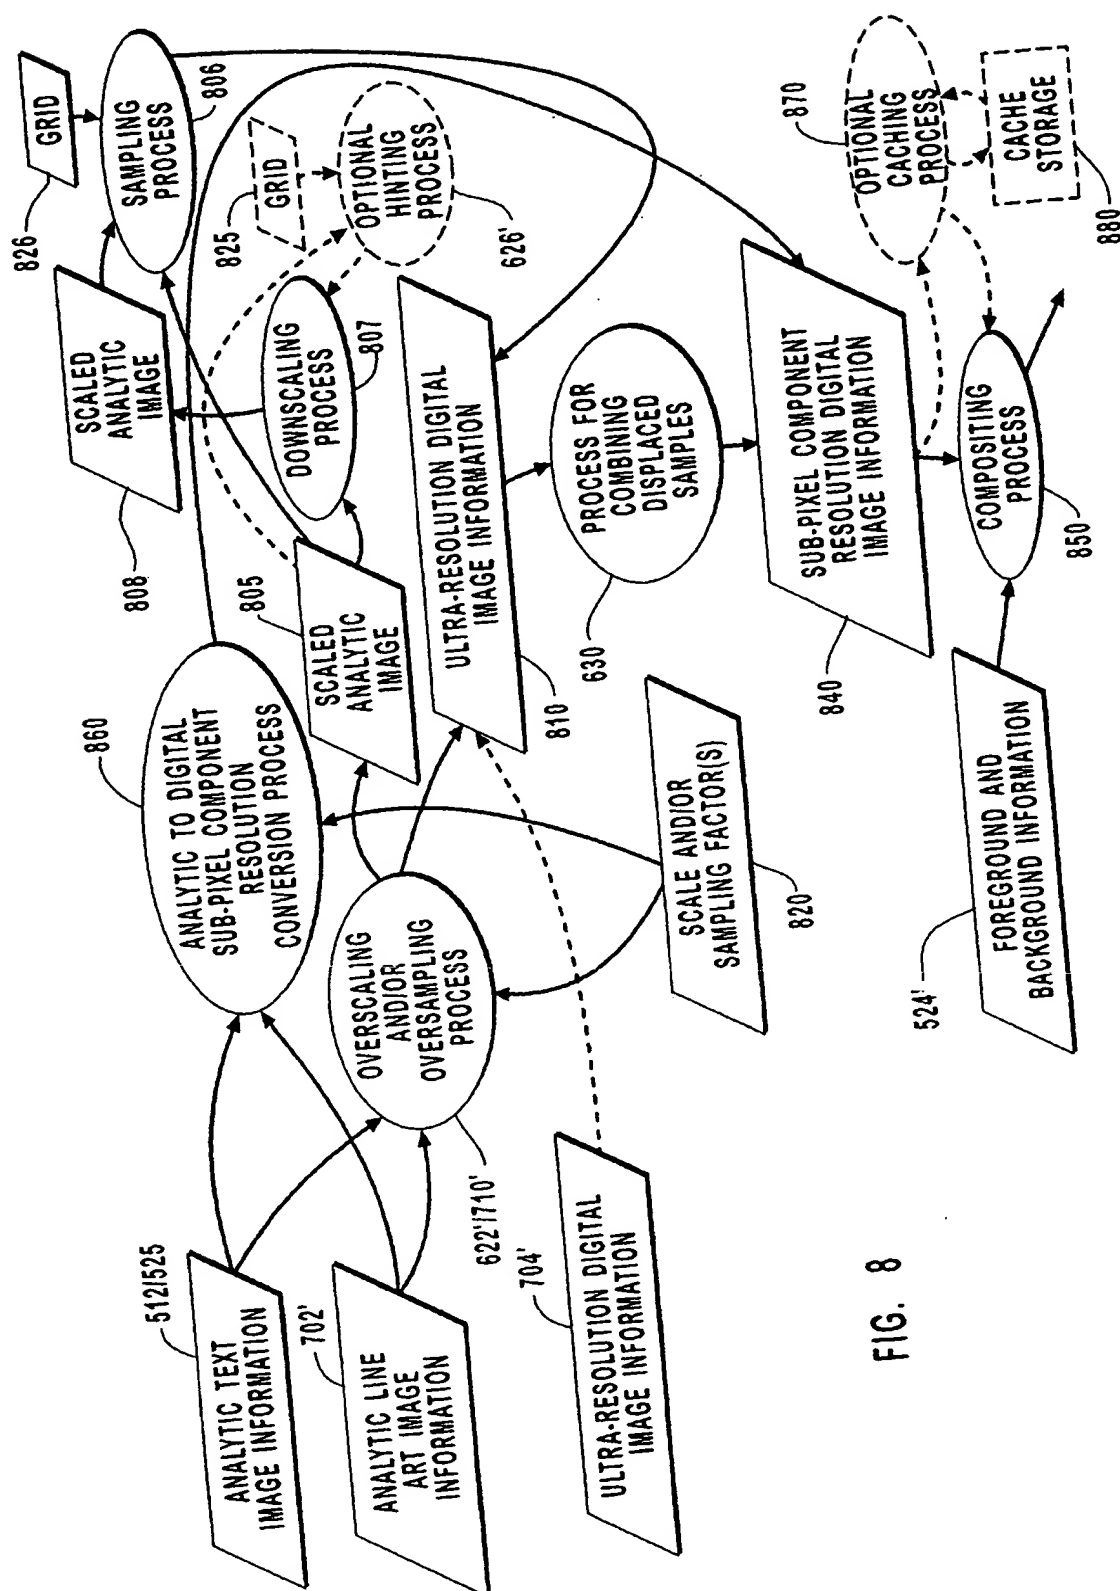 512/525
ANALYTIC TEXT
IMAGE INFORMATION
702'
ANALYTIC LINE
ART IMAGE
INFORMATION
704'
ULTRA-RESOLUTION DIGITAL
IMAGE INFORMATION
860
ANALYTIC TO DIGITAL
SUB-PIXEL COMPONENT
RESOLUTION
CONVERSION PROCESS
OVERSCALING
AND/OR
OVERSAMPLING
PROCESS
622'/710'
SCALE AND/OR
SAMPLING FACTOR(S)
820
524'
FOREGROUND AND
BACKGROUND INFORMATION
808
SCALED
ANALYTIC
IMAGE
805
SCALED
ANALYTIC
IMAGE
826
GRID
SAMPLING
PROCESS
806
825
GRID
OPTIONAL
HINTING
PROCESS
626'
DOWNSCALING
PROCESS
807
ULTRA-RESOLUTION DIGITAL
IMAGE INFORMATION
810
PROCESS FOR
COMBINING
DISPLACED
SAMPLES
630
SUB-PIXEL COMPONENT
RESOLUTION DIGITAL
IMAGE INFORMATION
840
870
OPTIONAL
CACHING
PROCESS
CACHE
STORAGE
880
COMPOSITING
PROCESS
850
FIG. 8